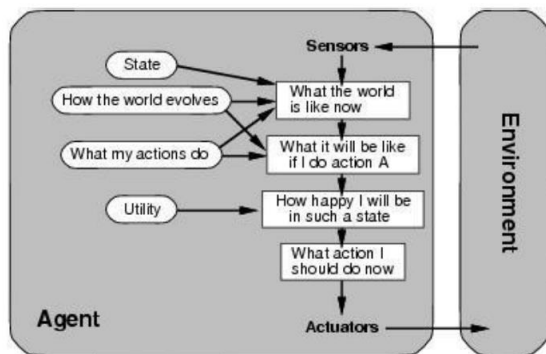 Sensors
State
What the world
is like now
How the world evolves
What my actions do
What it will be like
if I do action A
How happy I will be
in such a state
Utility
What action I
should do now
Agent
Actuators
Environment